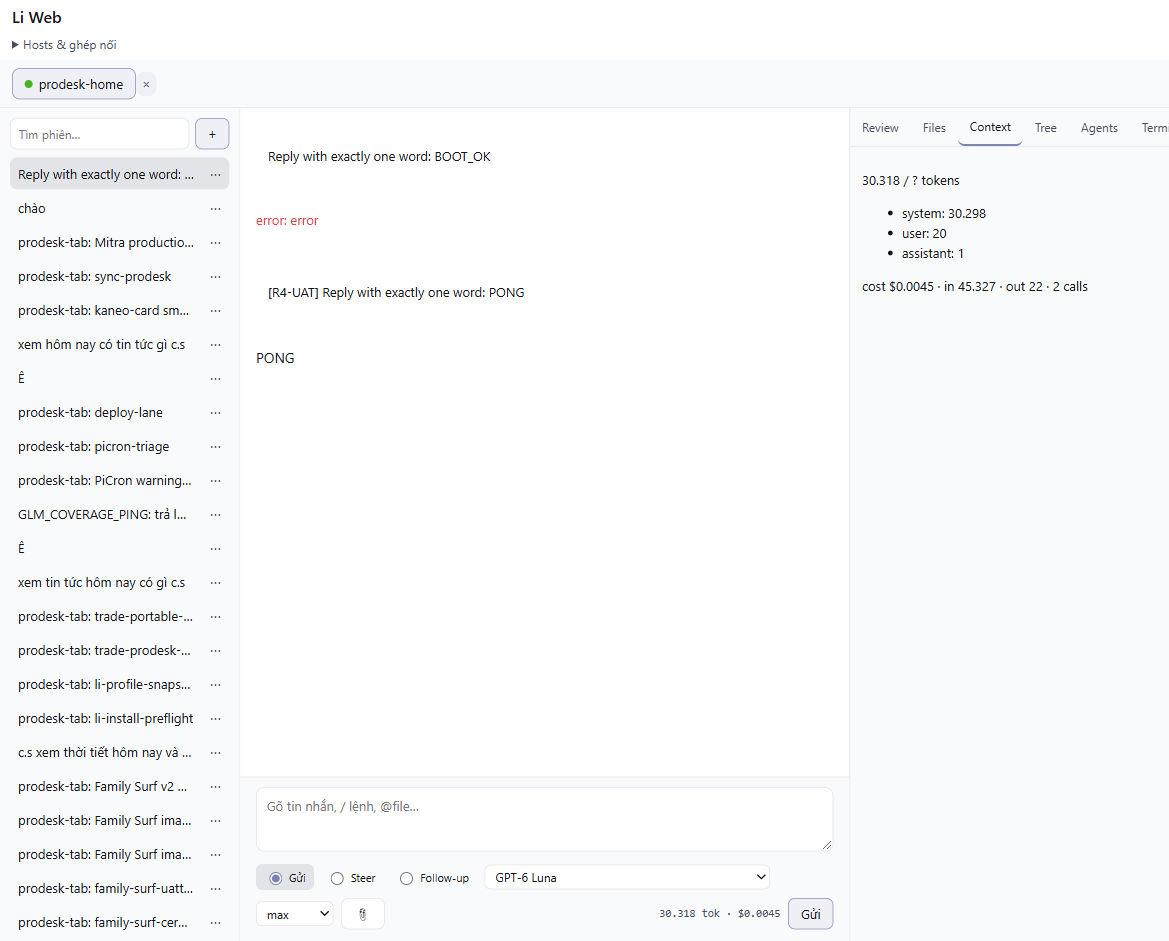 Li Web
▶ Hosts & ghép nối
prodesk-home ×
Tìm phiên...
+
Reply with exactly one word: ... ...
chào ...
prodesk-tab: Mitra productio... ...
prodesk-tab: sync-prodesk ...
prodesk-tab: kaneo-card sm... ...
xem hôm nay có tin tức gì c.s ...
Ê ...
prodesk-tab: deploy-lane ...
prodesk-tab: picron-triage ...
prodesk-tab: PiCron warning... ...
GLM_COVERAGE_PING: trả l... ...
Ê ...
xem tin tức hôm nay có gì c.s ...
prodesk-tab: trade-portable-... ...
prodesk-tab: trade-prodesk-... ...
prodesk-tab: li-profile-snaps... ...
prodesk-tab: li-install-preflight ...
c.s xem thời tiết hôm nay và ... ...
prodesk-tab: Family Surf v2 ... ...
prodesk-tab: Family Surf ima... ...
prodesk-tab: Family Surf ima... ...
prodesk-tab: family-surf-uatt... ...
prodesk-tab: family-surf-cer... ...
Reply with exactly one word: BOOT_OK
error: error
[R4-UAT] Reply with exactly one word: PONG
PONG
Gõ tin nhắn, / lệnh, @file...
Gửi Steer Follow-up GPT-6 Luna
max 30.318 tok · $0.0045 Gửi
Review Files Context Tree Agents Termi
30.318 / ? tokens
• system: 30.298
• user: 20
• assistant: 1
cost $0.0045 · in 45.327 · out 22 · 2 calls